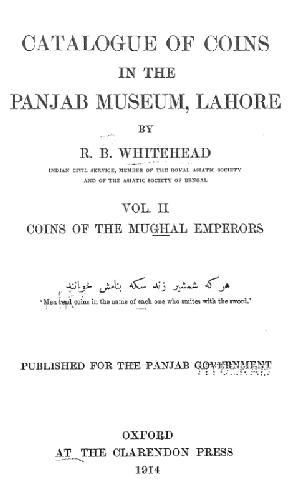 CATALOGUE OF COINS
IN THE
PANJAB MUSEUM, LAHORE
BY
R. B. WHITEHEAD
INDIAN CIVIL SERVICE, MEMBER OF THE ROYAL ASIATIC SOCIETY
AND OF THE ASIATIC SOCIETY OF BENGAL
VOL. II
COINS OF THE MUGHAL EMPERORS
هر که شمشیر زند سکه بنامش خوانند
'Men read coins in the name of each one who smites with the sword.'
PUBLISHED FOR THE PANJAB GOVERNMENT
OXFORD
AT THE CLARENDON PRESS
1914